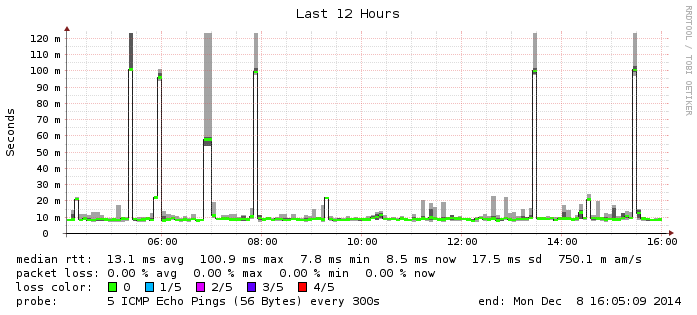 Last 12 Hours
RRDTOOL / TOBI OETIKER
Seconds
120 m
110 m
100 m
90 m
80 m
70 m
60 m
50 m
40 m
30 m
20 m
10 m
0
06:00 08:00 10:00 12:00 14:00 16:00
median rtt: 13.1 ms avg 100.9 ms max 7.8 ms min 8.5 ms now 17.5 ms sd 750.1 m am/s
packet loss: 0.00 % avg 0.00 % max 0.00 % min 0.00 % now
loss color: 0 1/5 2/5 3/5 4/5
probe: 5 ICMP Echo Pings (56 Bytes) every 300s end: Mon Dec 8 16:05:09 2014